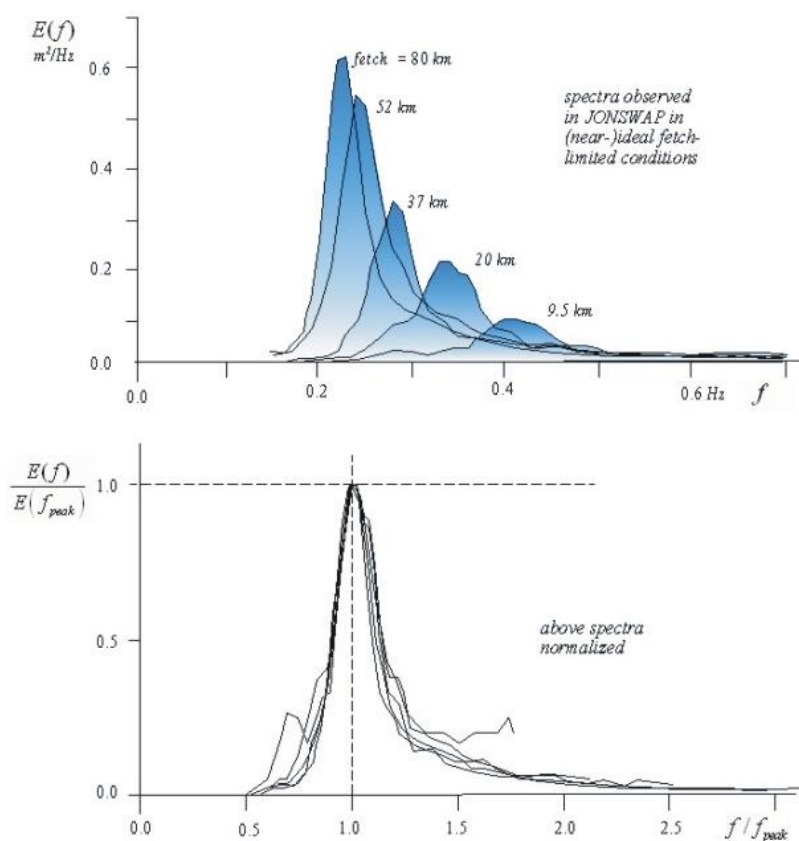 E(f)
m²/Hz
0.6
0.4
0.2
0.0
fetch = 80 km
52 km
37 km
20 km
9.5 km
spectra observed
in JONSWAP in
(near-)ideal fetch-
limited conditions
0.0
0.2
0.4
0.6 Hz
f
E(f)
E(f_peak)
1.0
0.5
0.0
above spectra
normalized
0.0
0.5
1.0
1.5
2.0
2.5
f / f_peak